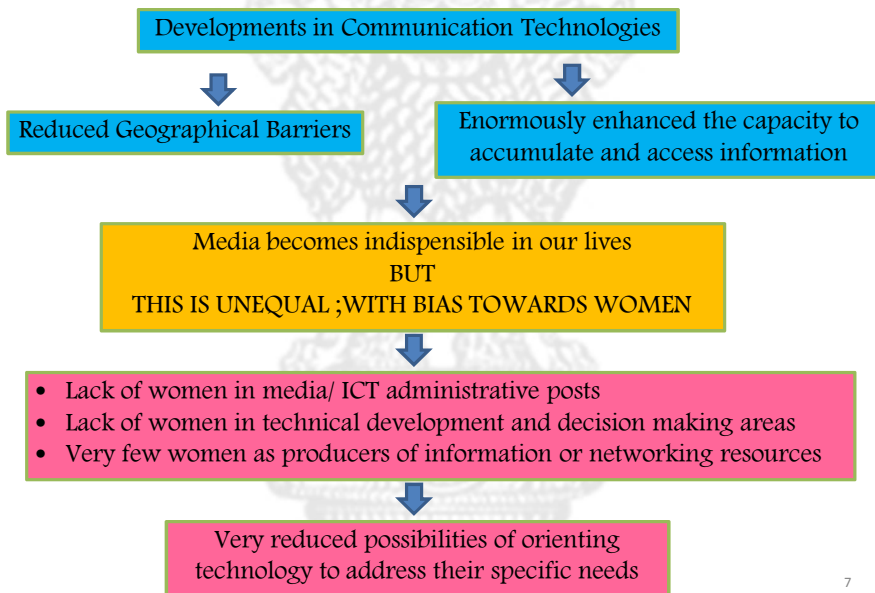 Developments in Communication Technologies
Reduced Geographical Barriers
Enormously enhanced the capacity to
accumulate and access information
Media becomes indispensible in our lives
BUT
THIS IS UNEQUAL ;WITH BIAS TOWARDS WOMEN
• Lack of women in media/ ICT administrative posts
• Lack of women in technical development and decision making areas
• Very few women as producers of information or networking resources
Very reduced possibilities of orienting
technology to address their specific needs
7